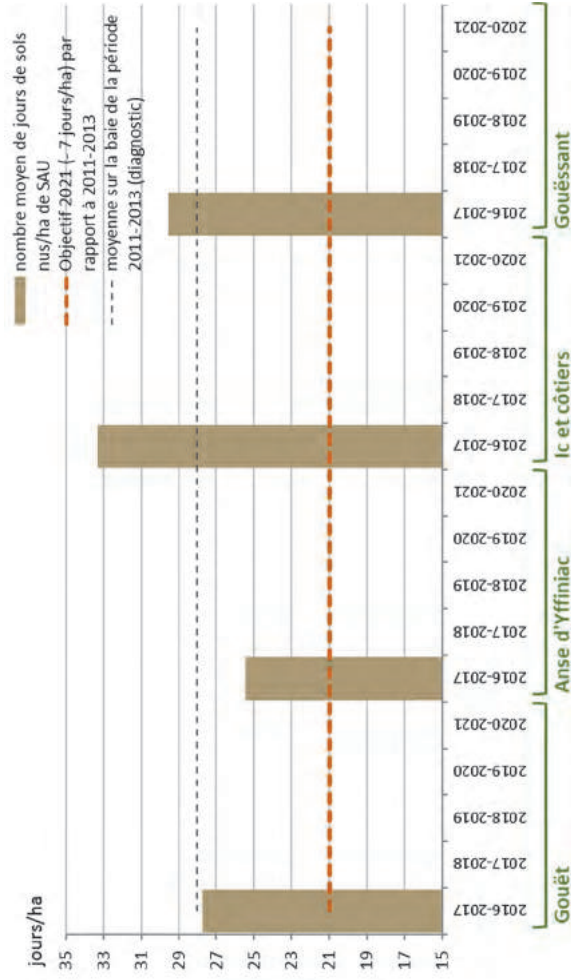 jours/ha
35
33
31
29
27
25
23
21
19
17
15
nombre moyen de jours de sols
nus/ha de SAU
Objectif 2021 (- 7 jours/ha) par
rapport à 2011-2013
moyenne sur la baie de la période
2011-2013 (diagnostic)
2016-2017
2017-2018
2018-2019
2019-2020
2020-2021
2016-2017
2017-2018
2018-2019
2019-2020
2020-2021
2016-2017
2017-2018
2018-2019
2019-2020
2020-2021
2016-2017
2017-2018
2018-2019
2019-2020
2020-2021
Gouët
Anse d'Yffiniac
Ic et côtiers
Gouëssant